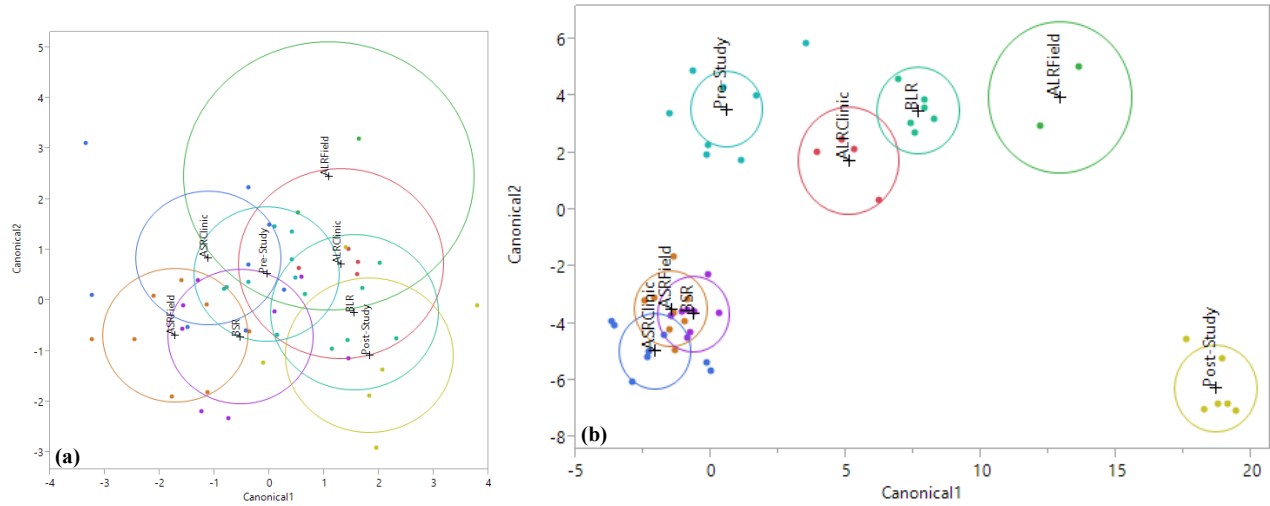 5
4
3
2
1
0
-1
-2
-3
Canonical2
-4
-3
-2
-1
0
1
2
3
4
Canonical1
ALRField
ASRClinic
Pre-Study
ALRClinic
BLR
ASRField
BSR
Post-Study
(a)
6
4
2
0
-2
-4
-6
-8
Canonical2
-5
0
5
10
15
20
Canonical1
Pre-Study
ALRClinic
BLR
ALRField
ASRField
BSR
ASRClinic
Post-Study
(b)